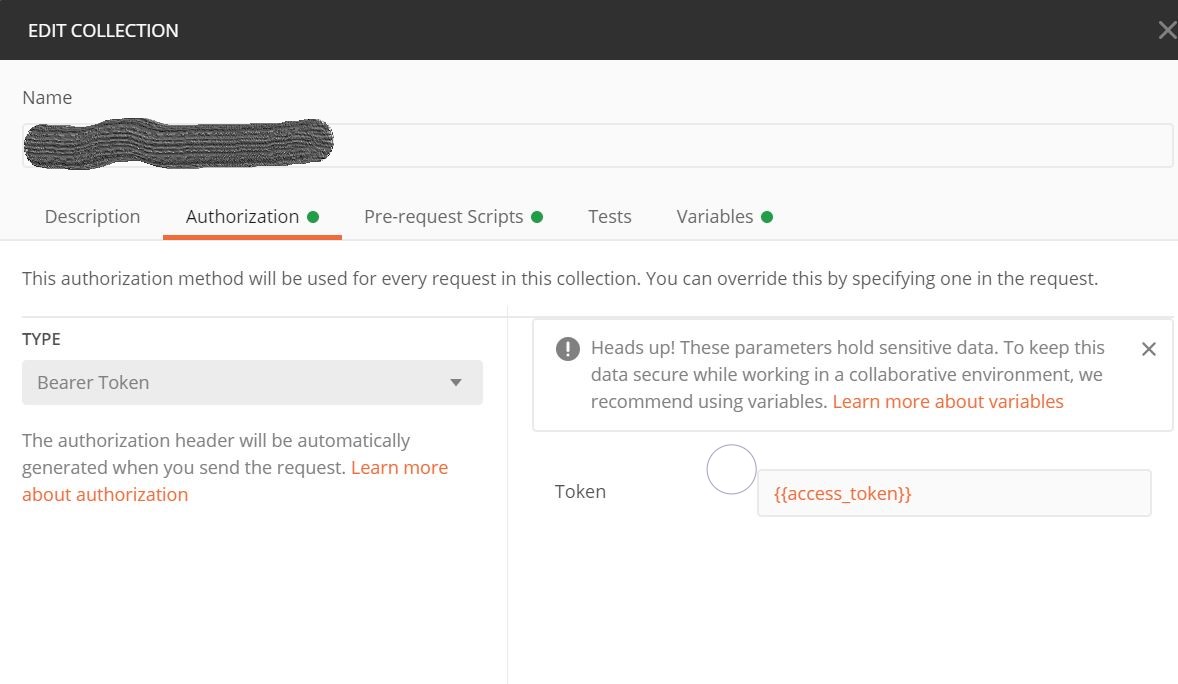 EDIT COLLECTION
Name
Description Authorization Pre-request Scripts Tests Variables
This authorization method will be used for every request in this collection. You can override this by specifying one in the request.
TYPE
Bearer Token
The authorization header will be automatically
generated when you send the request. Learn more
about authorization
Heads up! These parameters hold sensitive data. To keep this
data secure while working in a collaborative environment, we
recommend using variables. Learn more about variables
Token
{{access_token}}